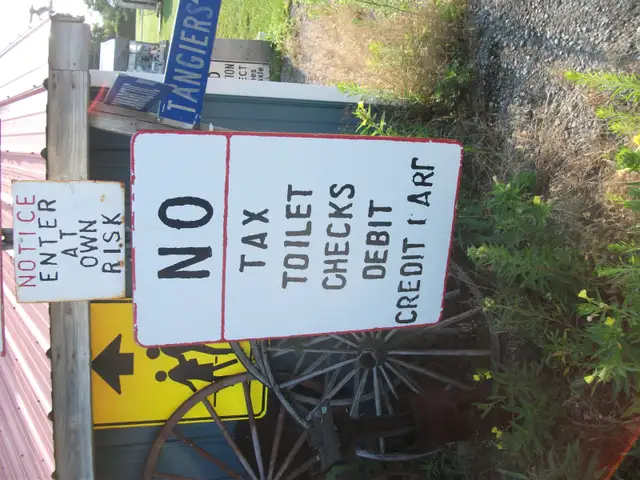 NOTICE
ENTER
AT
OWN
RISK
TANGIERS
NO
TAX
TOILET
CHECKS
DEBIT
CREDIT CARD